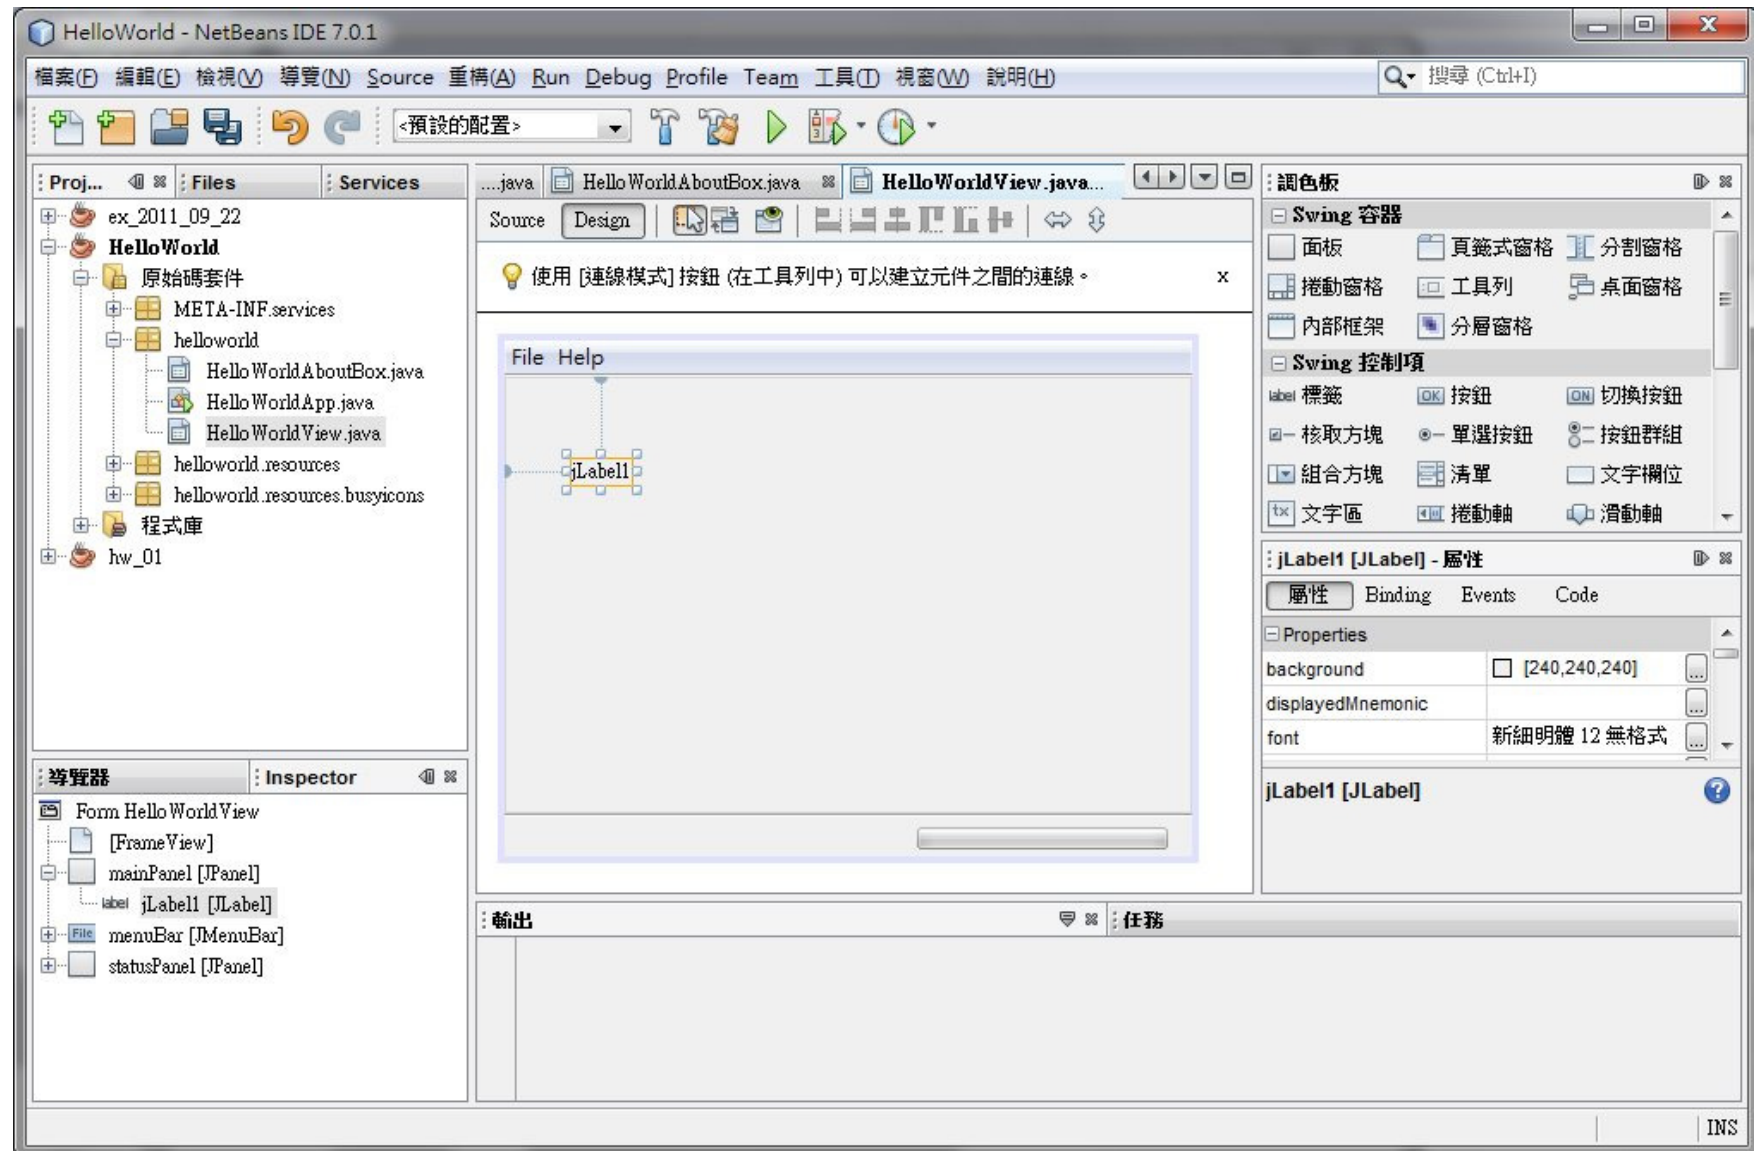 HelloWorld - NetBeans IDE 7.0.1
檔案(F) 編輯(E) 檢視(V) 導覽(N) Source 重構(A) Run Debug Profile Team 工具(T) 視窗(W) 說明(H)
搜尋 (Ctrl+I)
<預設的配置>
Proj... Files Services
ex_2011_09_22
HelloWorld
原始碼套件
META-INF.services
helloworld
HelloWorldAboutBox.java
HelloWorldApp.java
HelloWorldView.java
helloworld.resources
helloworld.resources.busyicons
程式庫
hw_01
導覽器 Inspector
Form HelloWorldView
[FrameView]
mainPanel [JPanel]
label jLabel1 [JLabel]
File menuBar [JMenuBar]
statusPanel [JPanel]
....java HelloWorldAboutBox.java HelloWorldView.java...
Source Design
使用 [連線模式] 按鈕 (在工具列中) 可以建立元件之間的連線。 x
File Help
jLabel1
輸出 任務
調色板
Swing 容器
面板 頁籤式窗格 分割窗格
捲動窗格 工具列 桌面窗格
內部框架 分層窗格
Swing 控制項
label 標籤 OK 按鈕 ON 切換按鈕
核取方塊 單選按鈕 按鈕群組
組合方塊 清單 文字欄位
tx 文字區 捲動軸 滑動軸
jLabel1 [JLabel] - 屬性
屬性 Binding Events Code
Properties
background [240,240,240] ...
displayedMnemonic ...
font 新細明體 12 無格式 ...
jLabel1 [JLabel]
INS